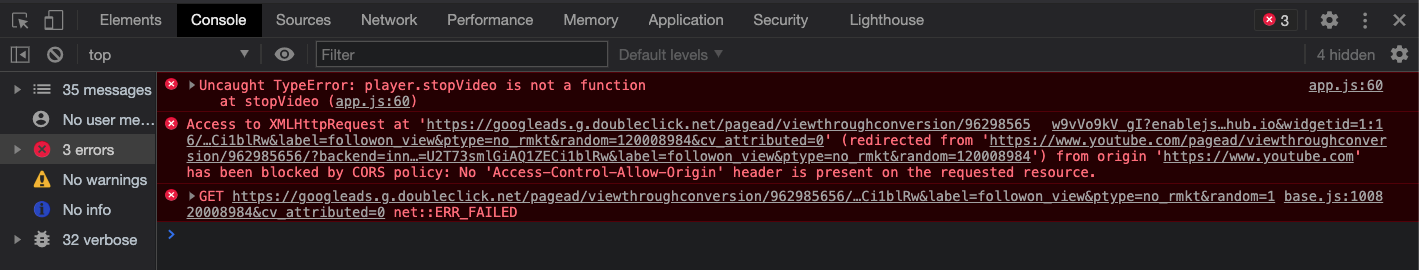 Elements Console Sources Network Performance Memory Application Security Lighthouse 3
top Filter Default levels 4 hidden
35 messages
No user me...
3 errors
No warnings
No info
32 verbose
Uncaught TypeError: player.stopVideo is not a function app.js:60
at stopVideo (app.js:60)
Access to XMLHttpRequest at 'https://googleads.g.doubleclick.net/pagead/viewthroughconversion/96298565 w9vVo9kV_gI?enablejs…hub.io&widgetid=1:1
6/…Ci1blRw&label=followon_view&ptype=no_rmkt&random=120008984&cv_attributed=0' (redirected from 'https://www.youtube.com/pagead/viewthroughconver
sion/962985656/?backend=inn…=U2T73smlGiAQ1ZECi1blRw&label=followon_view&ptype=no_rmkt&random=120008984') from origin 'https://www.youtube.com'
has been blocked by CORS policy: No 'Access-Control-Allow-Origin' header is present on the requested resource.
GET https://googleads.g.doubleclick.net/pagead/viewthroughconversion/962985656/…Ci1blRw&label=followon_view&ptype=no_rmkt&random=1 base.js:1008
20008984&cv_attributed=0 net::ERR_FAILED